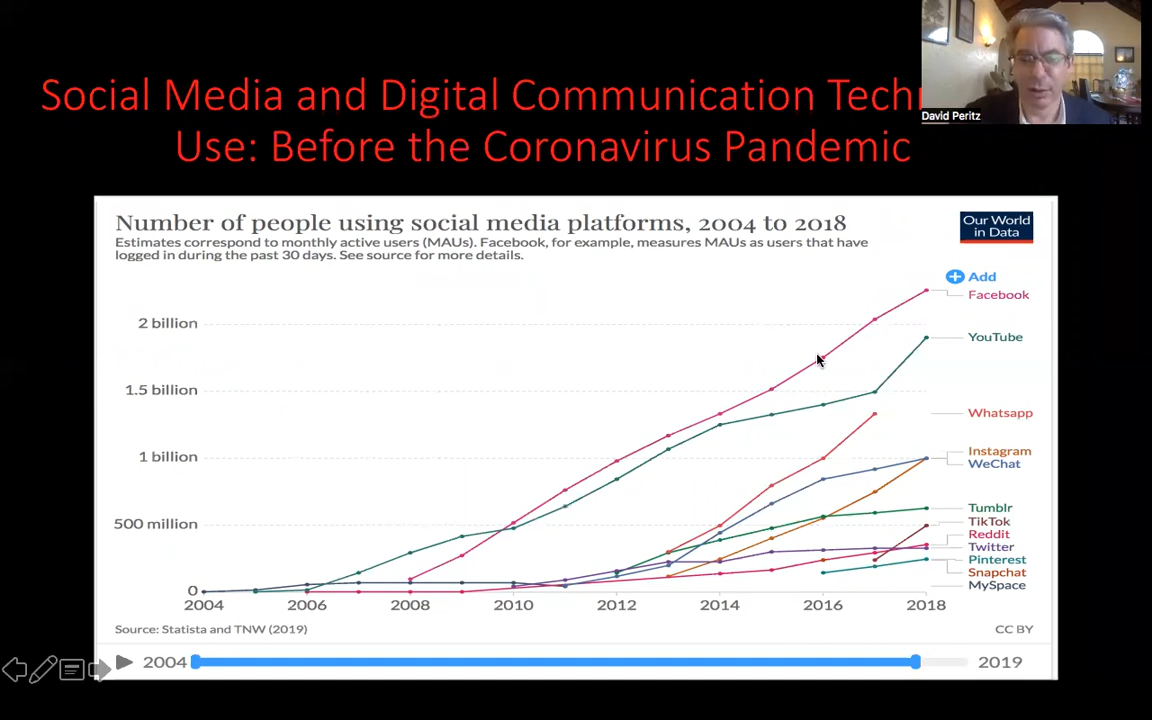 Social Media and Digital Communication Tech
Use: Before the Coronavirus Pandemic
David Peritz
Number of people using social media platforms, 2004 to 2018
Estimates correspond to monthly active users (MAUs). Facebook, for example, measures MAUs as users that have
logged in during the past 30 days. See source for more details.
Our World
in Data
Add
Facebook
2 billion
YouTube
1.5 billion
Whatsapp
1 billion
Instagram
WeChat
500 million
Tumblr
TikTok
Reddit
Twitter
Pinterest
Snapchat
MySpace
0
2004 2006 2008 2010 2012 2014 2016 2018
Source: Statista and TNW (2019)
CC BY
2004
2019